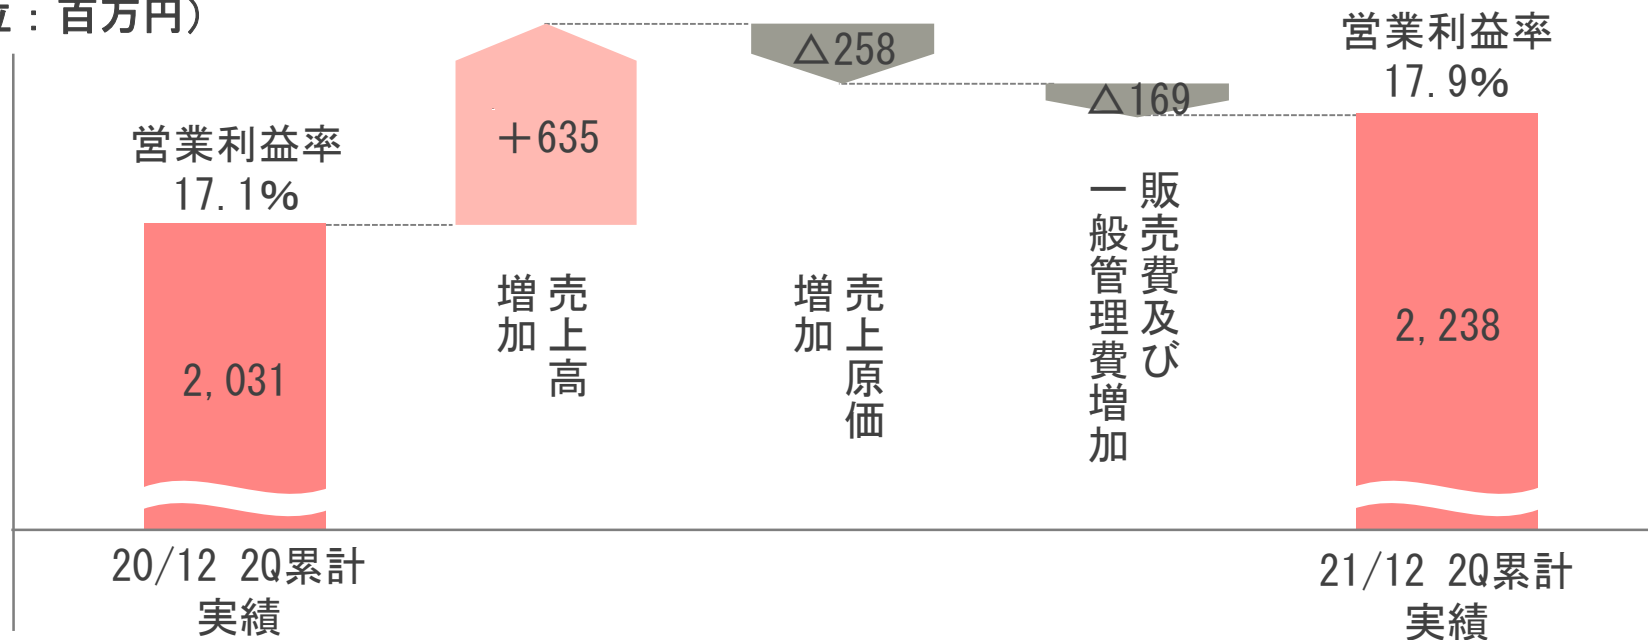 位：百万円）
営業利益率
17.1%
2,031
20/12 2Q累計
実績
＋635
売上高
増加
△258
売上原価
増加
△169
販売費及び
一般管理費増加
営業利益率
17.9%
2,238
21/12 2Q累計
実績